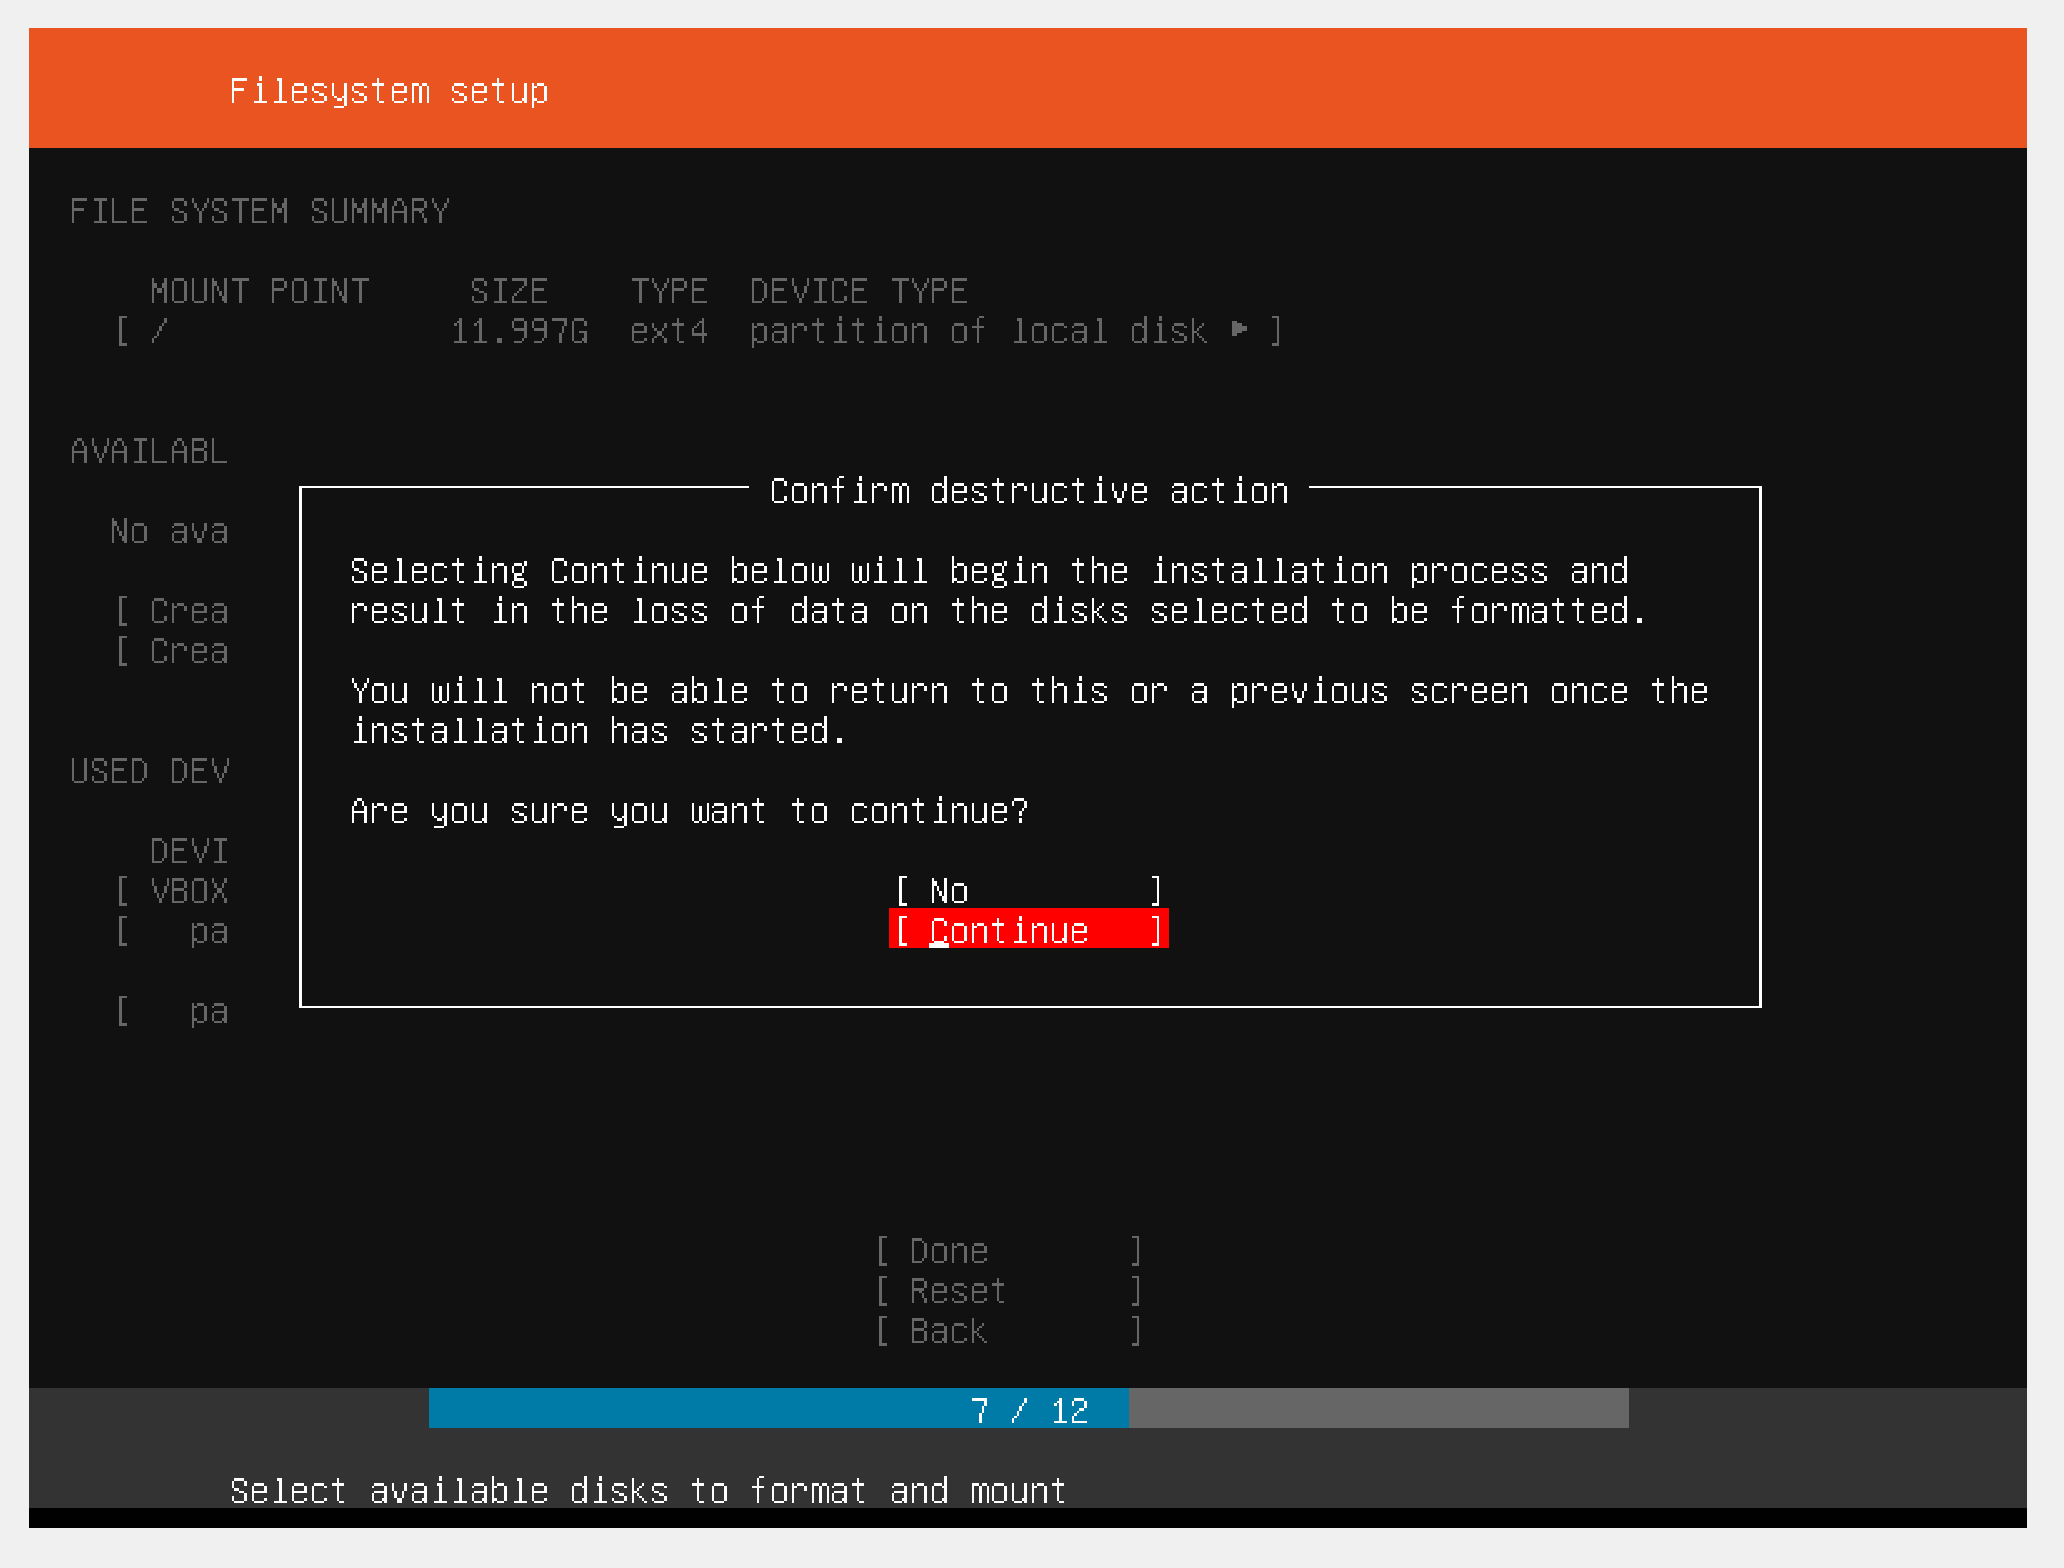 Filesystem setup
FILE SYSTEM SUMMARY
MOUNT POINT SIZE TYPE DEVICE TYPE
[ / 11.997G ext4 partition of local disk ▸ ]
AVAILABL
Confirm destructive action
No ava
Selecting Continue below will begin the installation process and
[ Crea
result in the loss of data on the disks selected to be formatted.
[ Crea
You will not be able to return to this or a previous screen once the
installation has started.
USED DEV
Are you sure you want to continue?
DEVI
[ VBOX
[ No ]
[ pa
[ Continue ]
[ pa
[ Done ]
[ Reset ]
[ Back ]
7 / 12
Select available disks to format and mount